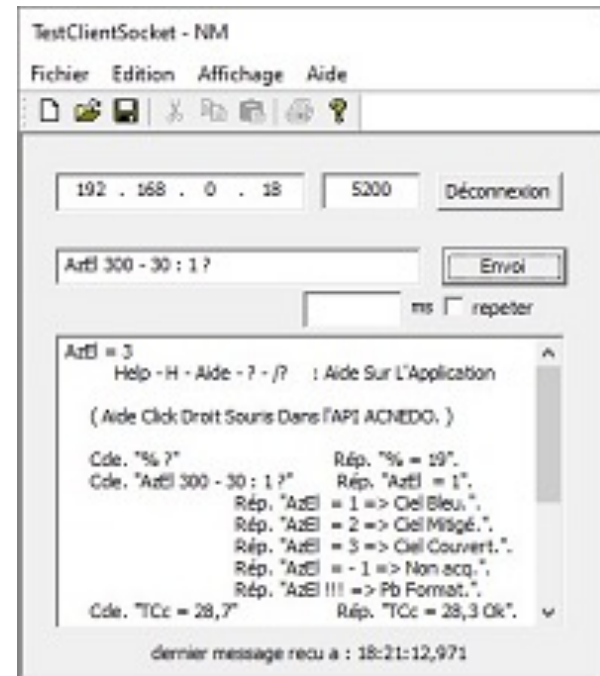 TestClientSocket - NM
Fichier Edition Affichage Aide
192 . 168 . 0 . 18 5200 Déconnexion
AzEl 300 - 30 : 1 ? Envoi
ms repeter
AzEl = 3
Help - H - Aide - ? - /? : Aide Sur L'Application
( Aide Click Droit Souris Dans l'API ACNEDO. )
Cde. "% ?" Rép. "% = 19".
Cde. "AzEl 300 - 30 : 1 ?" Rép. "AzEl = 1".
Rép. "AzEl = 1 => Ciel Bleu.".
Rép. "AzEl = 2 => Ciel Mitigé.".
Rép. "AzEl = 3 => Ciel Couvert.".
Rép. "AzEl = - 1 => Non acq.".
Rép. "AzEl !!! => Pb Format.".
Cde. "TCc = 28,7" Rép. "TCc = 28,3 Ok".
dernier message recu a : 18:21:12,971